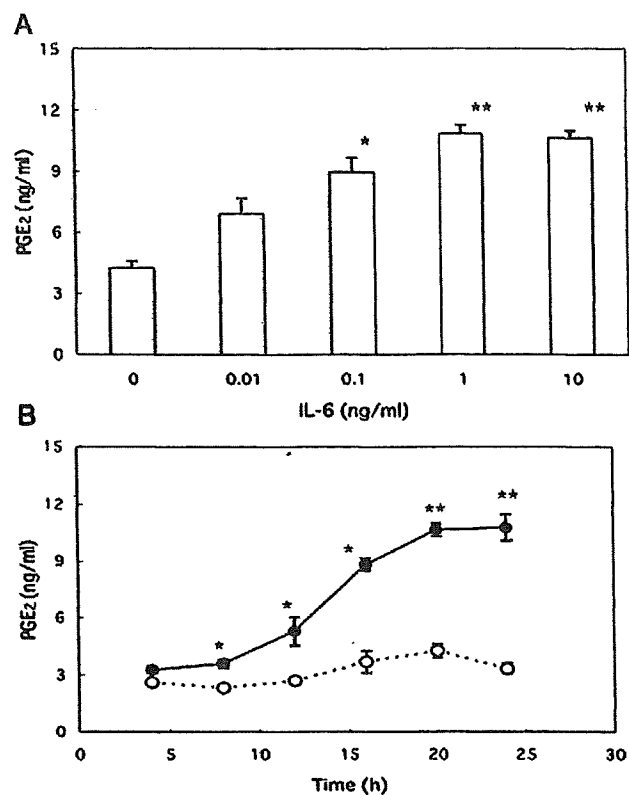 A
15
12
9
6
3
0
PGE2 (ng/ml)
* ** **
0 0.01 0.1 1 10
IL-6 (ng/ml)
B
15
12
9
6
3
0
PGE2 (ng/ml)
* * * ** **
0 5 10 15 20 25 30
Time (h)